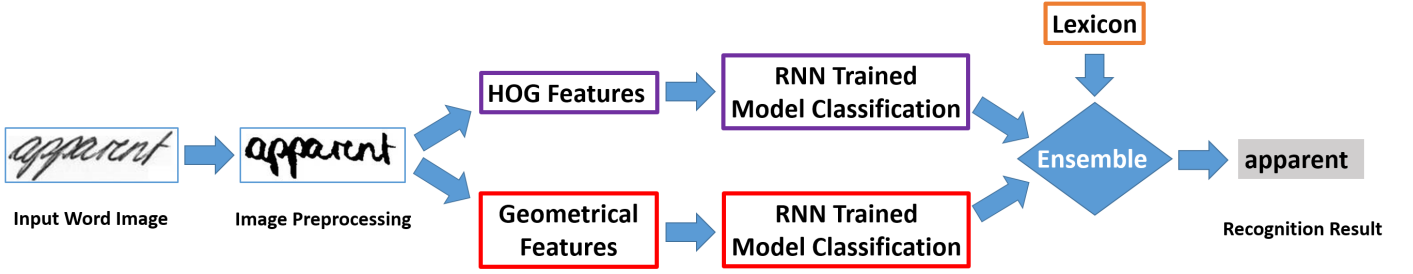 Lexicon
HOG Features
RNN Trained
Model Classification
apparent
apparent
Ensemble
apparent
Input Word Image
Image Preprocessing
Geometrical
Features
RNN Trained
Model Classification
Recognition Result